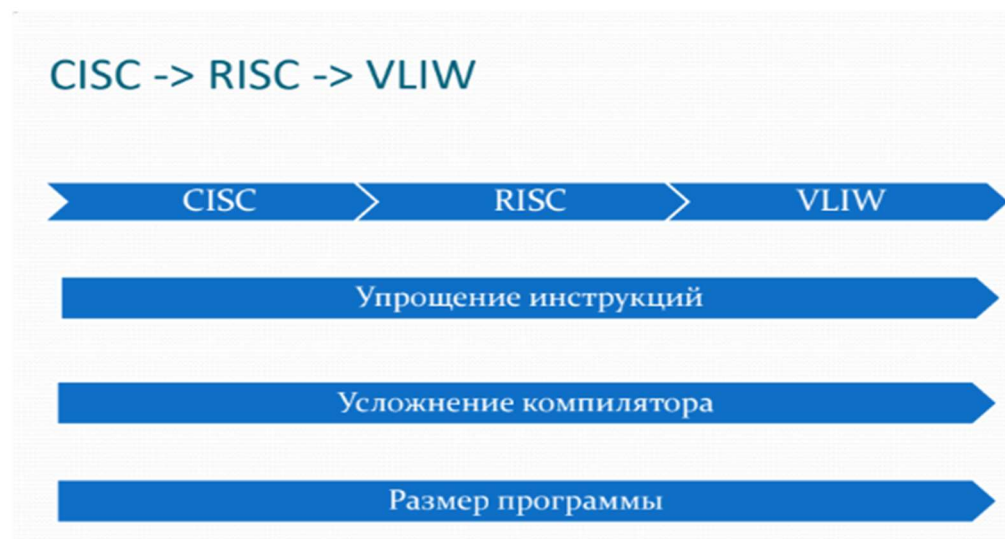 CISC -> RISC -> VLIW
CISC RISC VLIW
Упрощение инструкций
Усложнение компилятора
Размер программы